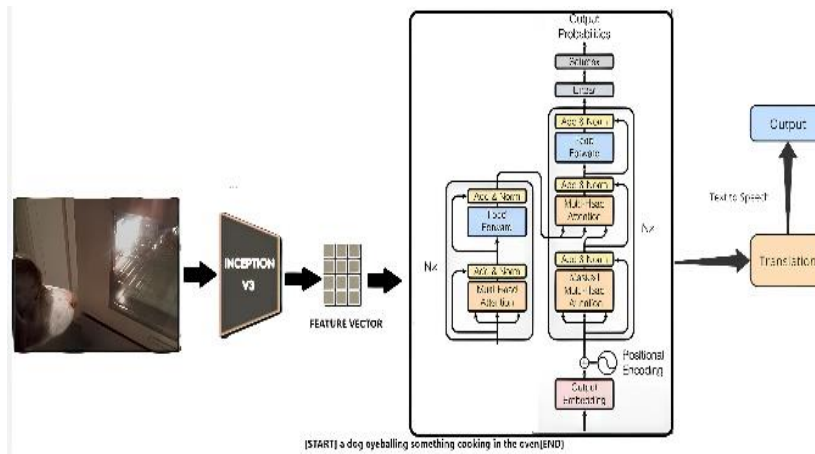 ...
INCEPTION
V3
FEATURE VECTOR
Nx
Add & Norm
Feed
Forward
Add & Norm
Multi-Head
Attention
Output
Probabilities
Softmax
Linear
Add & Norm
Feed
Forward
Add & Norm
Multi-Head
Attention
Add & Norm
Masked
Multi-Head
Attention
Nx
Positional
Encoding
Output
Embedding
[START] a dog eyeballing something cooking in the oven[END]
Translation
Text to Speech
Output